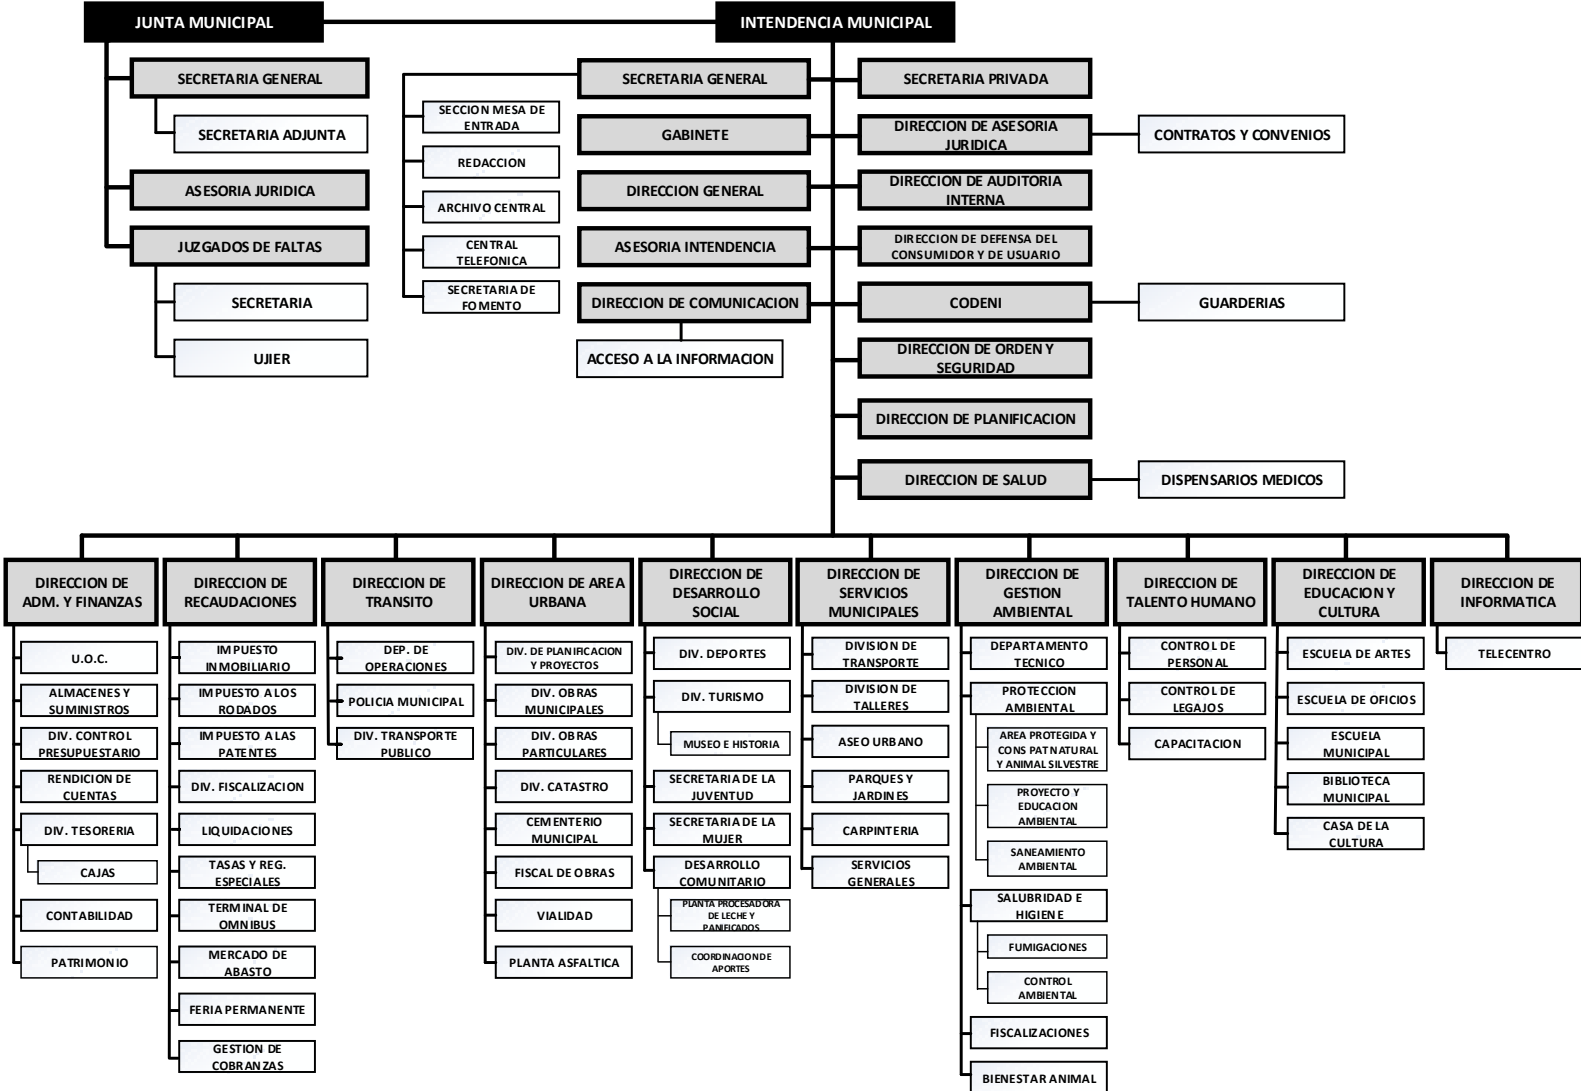 JUNTA MUNICIPAL
INTENDENCIA MUNICIPAL
SECRETARIA GENERAL
SECRETARIA ADJUNTA
ASESORIA JURIDICA
JUZGADOS DE FALTAS
SECRETARIA
UJIER
SECRETARIA GENERAL
SECCION MESA DE
ENTRADA
REDACCION
ARCHIVO CENTRAL
CENTRAL
TELEFONICA
SECRETARIA DE
FOMENTO
GABINETE
DIRECCION GENERAL
ASESORIA INTENDENCIA
DIRECCION DE COMUNICACION
ACCESO A LA INFORMACION
SECRETARIA PRIVADA
DIRECCION DE ASESORIA
JURIDICA
CONTRATOS Y CONVENIOS
DIRECCION DE AUDITORIA
INTERNA
DIRECCION DE DEFENSA DEL
CONSUMIDOR Y DE USUARIO
CODENI
GUARDERIAS
DIRECCION DE ORDEN Y
SEGURIDAD
DIRECCION DE PLANIFICACION
DIRECCION DE SALUD
DISPENSARIOS MEDICOS
DIRECCION DE
ADM. Y FINANZAS
U.O.C.
ALMACENES Y
SUMINISTROS
DIV. CONTROL
PRESUPUESTARIO
RENDICION DE
CUENTAS
DIV. TESORERIA
CAJAS
CONTABILIDAD
PATRIMONIO
DIRECCION DE
RECAUDACIONES
IMPUESTO
INMOBILIARIO
IMPUESTO A LOS
RODADOS
IMPUESTO A LAS
PATENTES
DIV. FISCALIZACION
LIQUIDACIONES
TASAS Y REG.
ESPECIALES
TERMINAL DE
OMNIBUS
MERCADO DE
ABASTO
FERIA PERMANENTE
GESTION DE
COBRANZAS
DIRECCION DE
TRANSITO
DEP. DE
OPERACIONES
POLICIA MUNICIPAL
DIV. TRANSPORTE
PUBLICO
DIRECCION DE AREA
URBANA
DIV. DE PLANIFICACION
Y PROYECTOS
DIV. OBRAS
MUNICIPALES
DIV. OBRAS
PARTICULARES
DIV. CATASTRO
CEMENTERIO
MUNICIPAL
FISCAL DE OBRAS
VIALIDAD
PLANTA ASFALTICA
DIRECCION DE
DESARROLLO
SOCIAL
DIV. DEPORTES
DIV. TURISMO
MUSEO E HISTORIA
SECRETARIA DE LA
JUVENTUD
SECRETARIA DE LA
MUJER
DESARROLLO
COMUNITARIO
PLANTA PROCESADORA
DE LECHE Y
PANIFICADOS
COORDINACION DE
APORTES
DIRECCION DE
SERVICIOS
MUNICIPALES
DIVISION DE
TRANSPORTE
DIVISION DE
TALLERES
ASEO URBANO
PARQUES Y
JARDINES
CARPINTERIA
SERVICIOS
GENERALES
DIRECCION DE
GESTION
AMBIENTAL
DEPARTAMENTO
TECNICO
PROTECCION
AMBIENTAL
AREA PROTEGIDA Y
CONS PAT NATURAL
Y ANIMAL SILVESTRE
PROYECTO Y
EDUCACION
AMBIENTAL
SANEAMIENTO
AMBIENTAL
SALUBRIDAD E
HIGIENE
FUMIGACIONES
CONTROL
AMBIENTAL
FISCALIZACIONES
BIENESTAR ANIMAL
DIRECCION DE
TALENTO HUMANO
CONTROL DE
PERSONAL
CONTROL DE
LEGAJOS
CAPACITACION
DIRECCION DE
EDUCACION Y
CULTURA
ESCUELA DE ARTES
ESCUELA DE OFICIOS
ESCUELA
MUNICIPAL
BIBLIOTECA
MUNICIPAL
CASA DE LA
CULTURA
DIRECCION DE
INFORMATICA
TELECENTRO